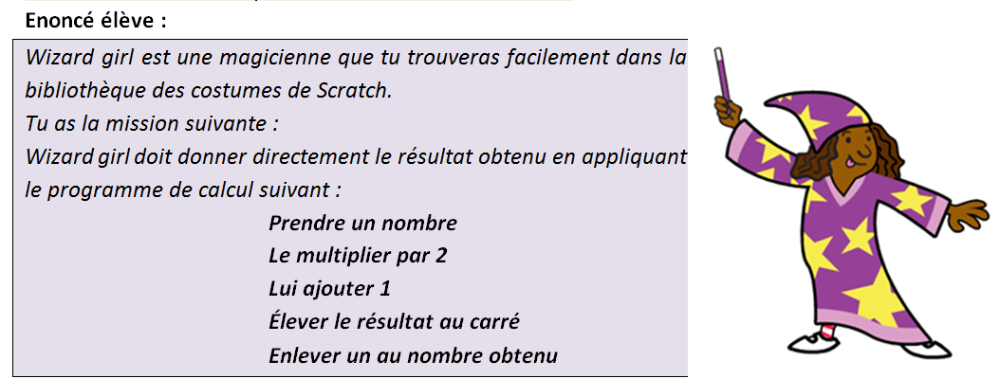 Enoncé élève :
Wizard girl est une magicienne que tu trouveras facilement dans la
bibliothèque des costumes de Scratch.
Tu as la mission suivante :
Wizard girl doit donner directement le résultat obtenu en appliquant
le programme de calcul suivant :
Prendre un nombre
Le multiplier par 2
Lui ajouter 1
Élever le résultat au carré
Enlever un au nombre obtenu